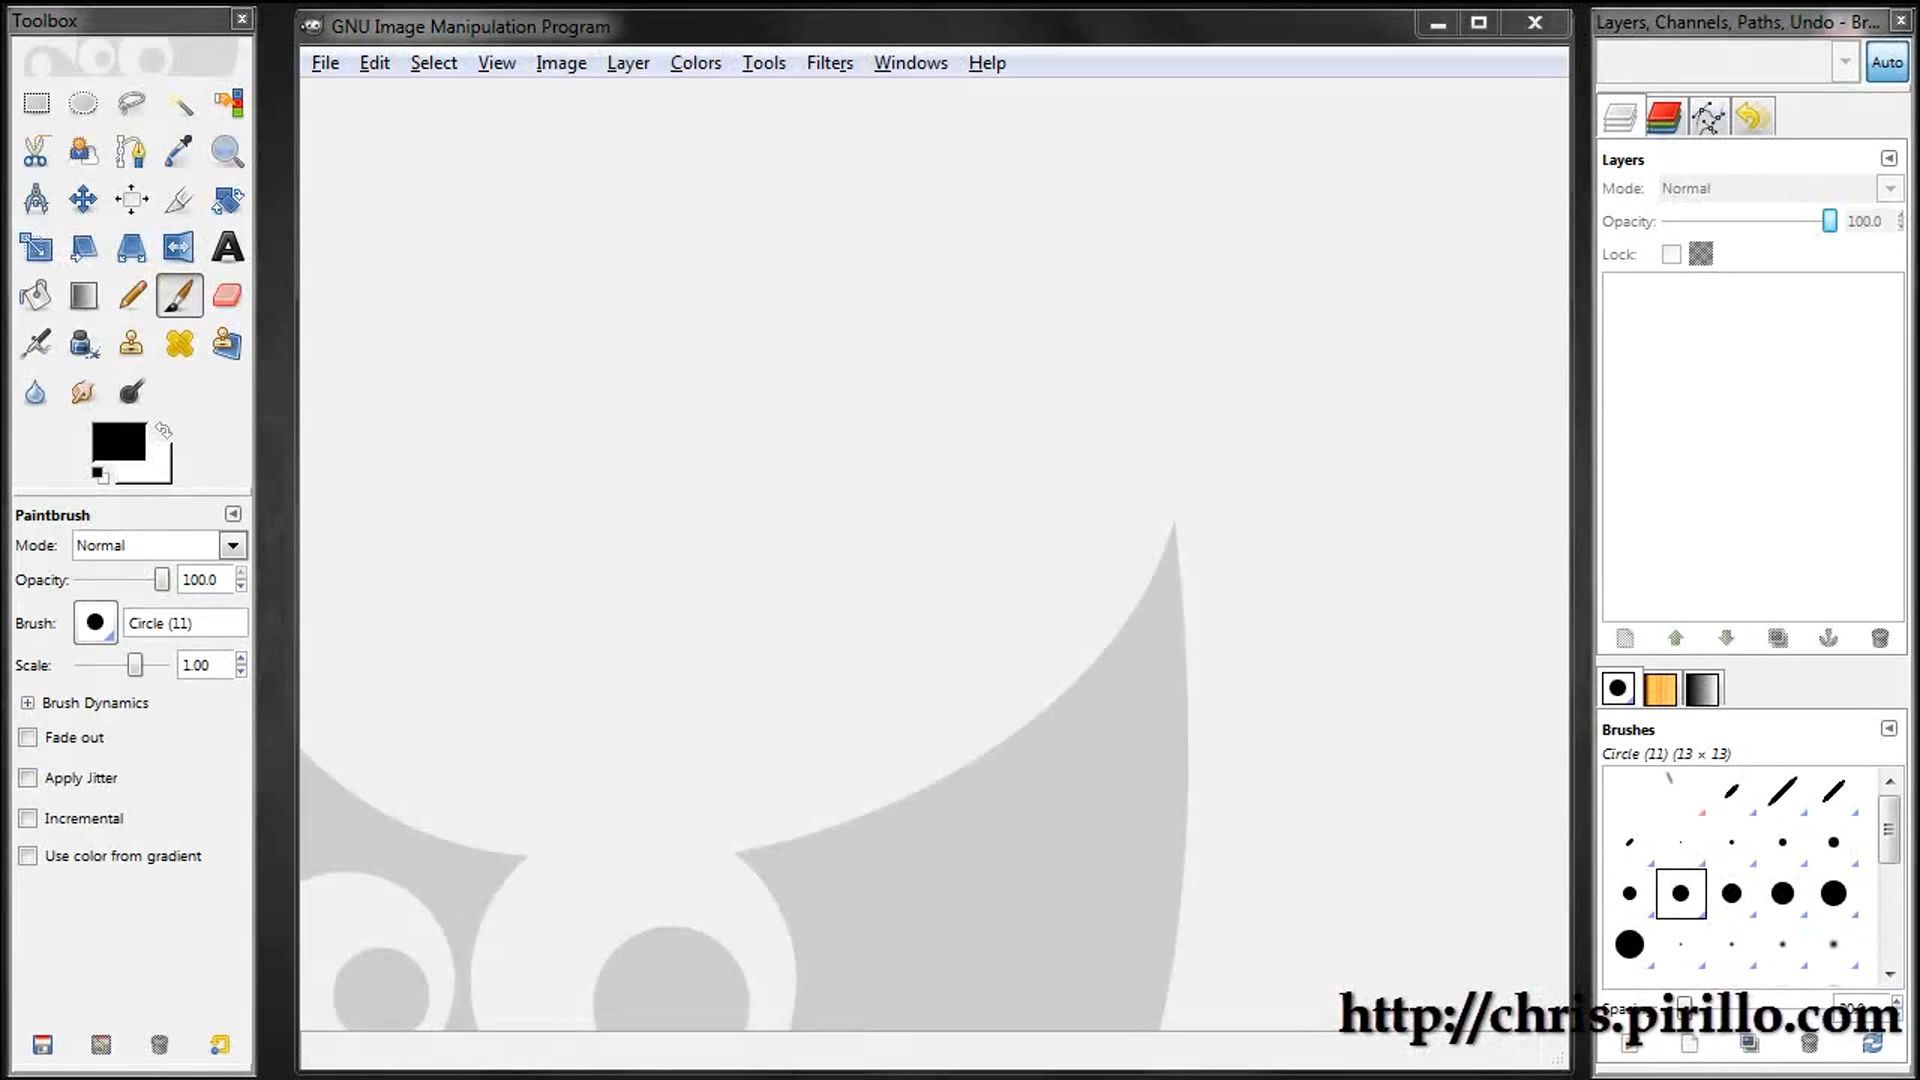 Toolbox
Paintbrush
Mode: Normal
Opacity: 100.0
Brush: Circle (11)
Scale: 1.00
Brush Dynamics
Fade out
Apply Jitter
Incremental
Use color from gradient
GNU Image Manipulation Program
File Edit Select View Image Layer Colors Tools Filters Windows Help
Layers, Channels, Paths, Undo - Br...
Auto
Layers
Mode: Normal
Opacity: 100.0
Lock:
Brushes
Circle (11) (13 × 13)
http://chris.pirillo.com